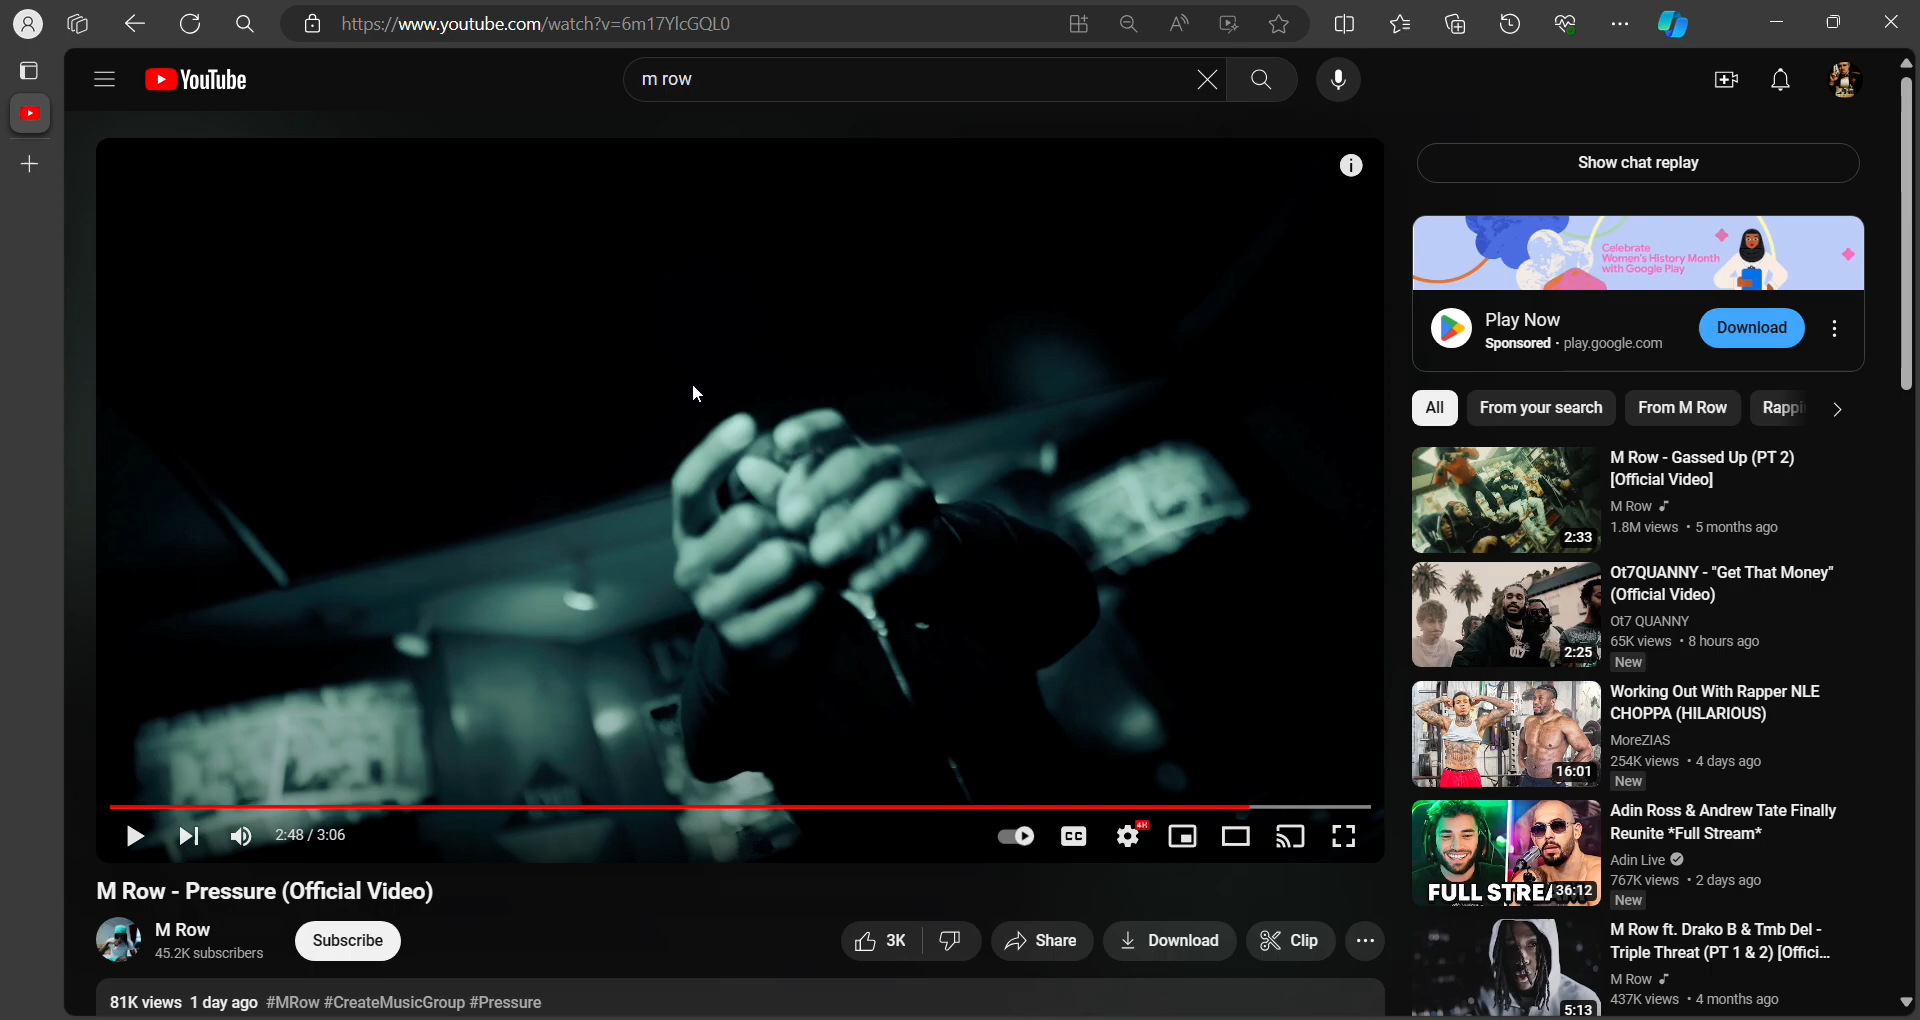 https://www.youtube.com/watch?v=6m17YlcGQL0
YouTube
m row
Show chat replay
Celebrate
Women's History Month
with Google Play
Play Now
Sponsored · play.google.com
Download
All
From your search
From M Row
Rappi
M Row - Gassed Up (PT 2)
[Official Video]
M Row
1.8M views • 5 months ago
2:33
Ot7QUANNY - "Get That Money"
(Official Video)
Ot7 QUANNY
65K views • 8 hours ago
New
2:25
Working Out With Rapper NLE
CHOPPA (HILARIOUS)
MoreZIAS
254K views • 4 days ago
New
16:01
Adin Ross & Andrew Tate Finally
Reunite *Full Stream*
Adin Live
767K views • 2 days ago
New
FULL STREAM
36:12
M Row ft. Drako B & Tmb Del -
Triple Threat (PT 1 & 2) [Offici...
M Row
437K views • 4 months ago
5:13
2:48 / 3:06
CC
4K
M Row - Pressure (Official Video)
M Row
45.2K subscribers
Subscribe
3K
Share
Download
Clip
81K views 1 day ago #MRow #CreateMusicGroup #Pressure